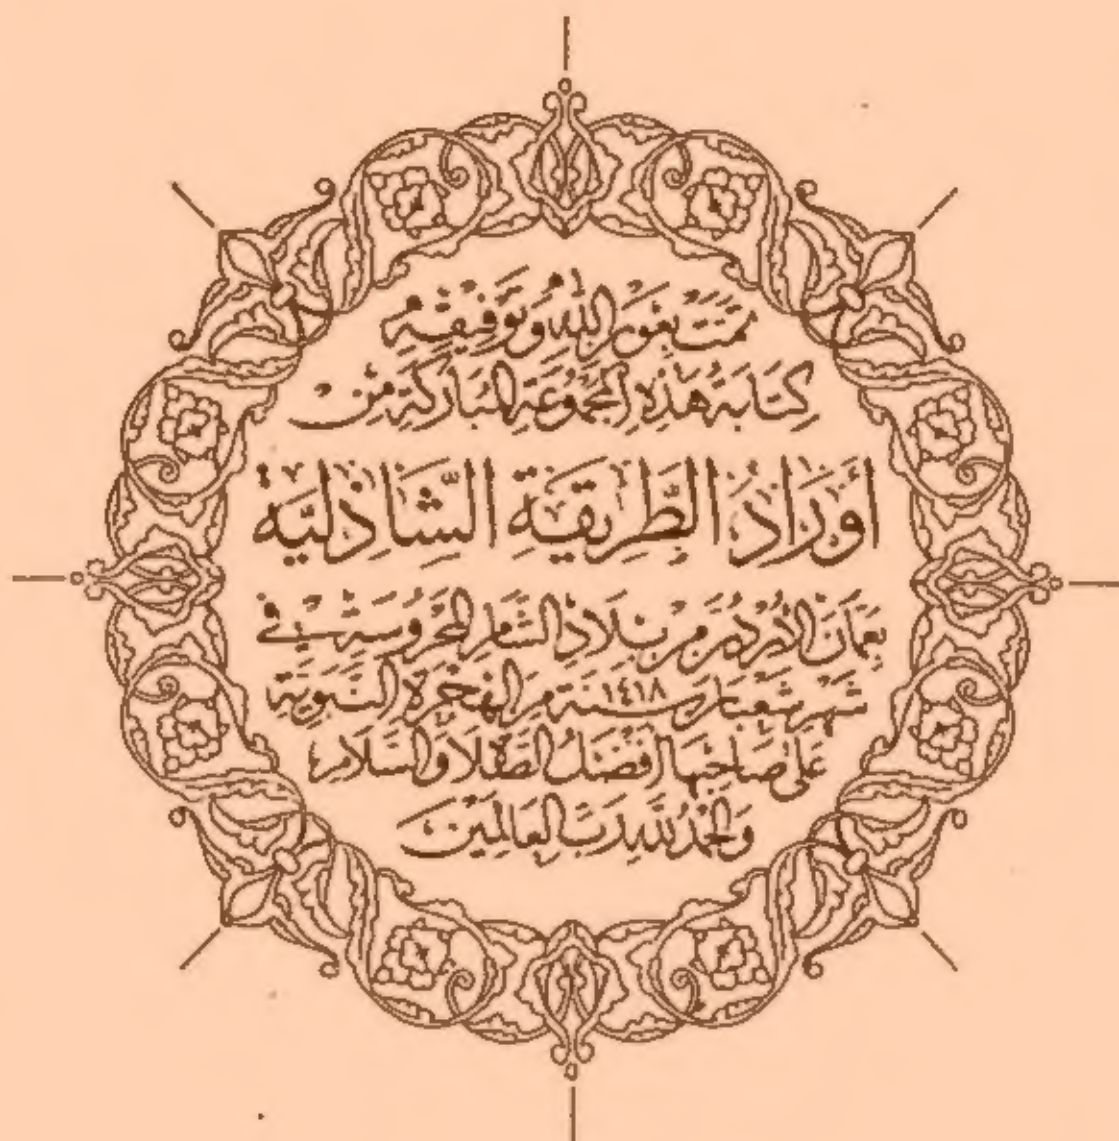 تمت بعون الله وتوفيقه
كتابة هذه المجموعة المباركة من
أوراد الطريقة الشاذلية
بعمان الأردن من بلاد الشام المحروسة في
شهر شعبان سنة ١٤١٨ من الهجرة النبوية
على صاحبها أفضل الصلاة والسلام
والحمد لله رب العالمين